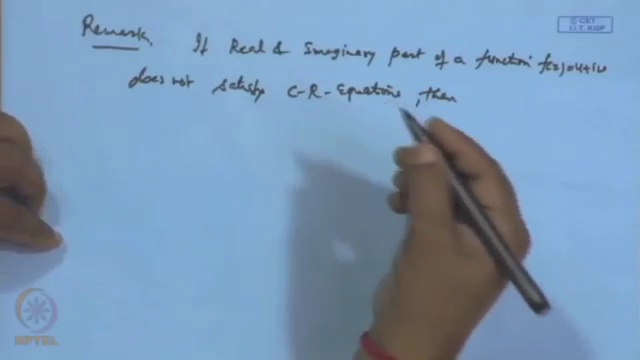 Remark. If Real & Imaginary part of a function f(z)=u+iv
does not satisfy C-R-Equations, then
© CET
I.I.T. KGP
NPTEL